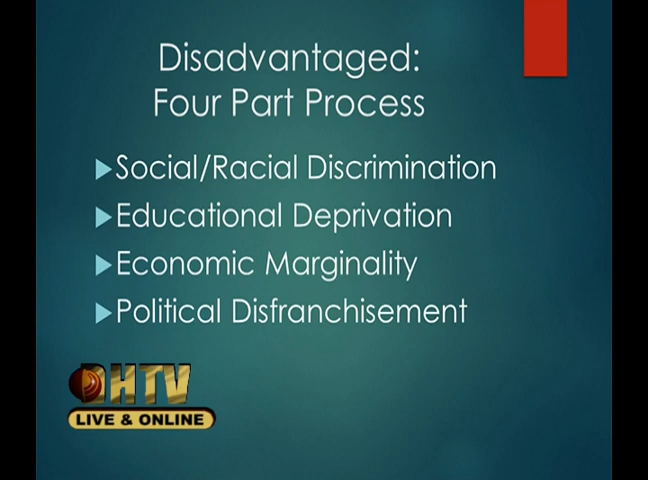 Disadvantaged:
Four Part Process
Social/Racial Discrimination
Educational Deprivation
Economic Marginality
Political Disfranchisement
DHTV
LIVE & ONLINE